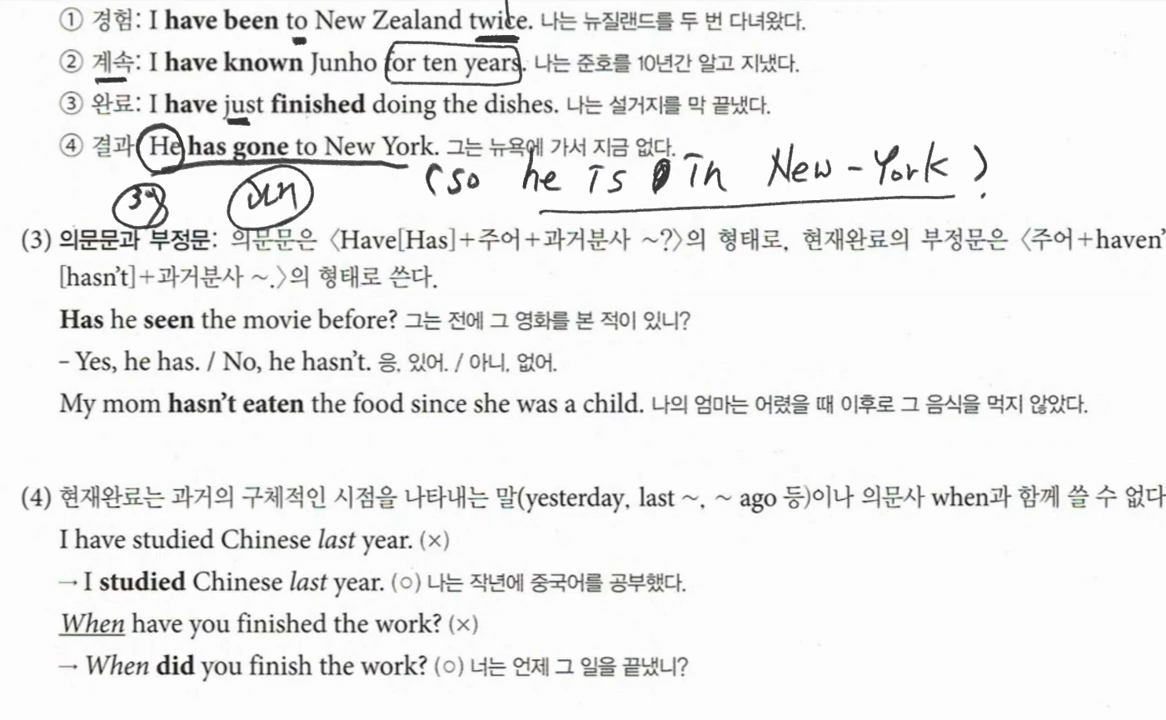 ① 경험: I have been to New Zealand twice. 나는 뉴질랜드를 두 번 다녀왔다.
② 계속: I have known Junho for ten years. 나는 준호를 10년간 알고 지냈다.
③ 완료: I have just finished doing the dishes. 나는 설거지를 막 끝냈다.
④ 결과: He has gone to New York. 그는 뉴욕에 가서 지금 없다.
(so he is in New-York)
(3) 의문문과 부정문: 의문문은 〈Have[Has]+주어+과거분사 ~?〉의 형태로, 현재완료의 부정문은 〈주어+haven'
[hasn't]+과거분사 ~.〉의 형태로 쓴다.
Has he seen the movie before? 그는 전에 그 영화를 본 적이 있니?
– Yes, he has. / No, he hasn't. 응, 있어. / 아니, 없어.
My mom hasn't eaten the food since she was a child. 나의 엄마는 어렸을 때 이후로 그 음식을 먹지 않았다.
(4) 현재완료는 과거의 구체적인 시점을 나타내는 말(yesterday, last ~, ~ ago 등)이나 의문사 when과 함께 쓸 수 없다
I have studied Chinese last year. (×)
→ I studied Chinese last year. (○) 나는 작년에 중국어를 공부했다.
When have you finished the work? (×)
→ When did you finish the work? (○) 너는 언제 그 일을 끝냈니?